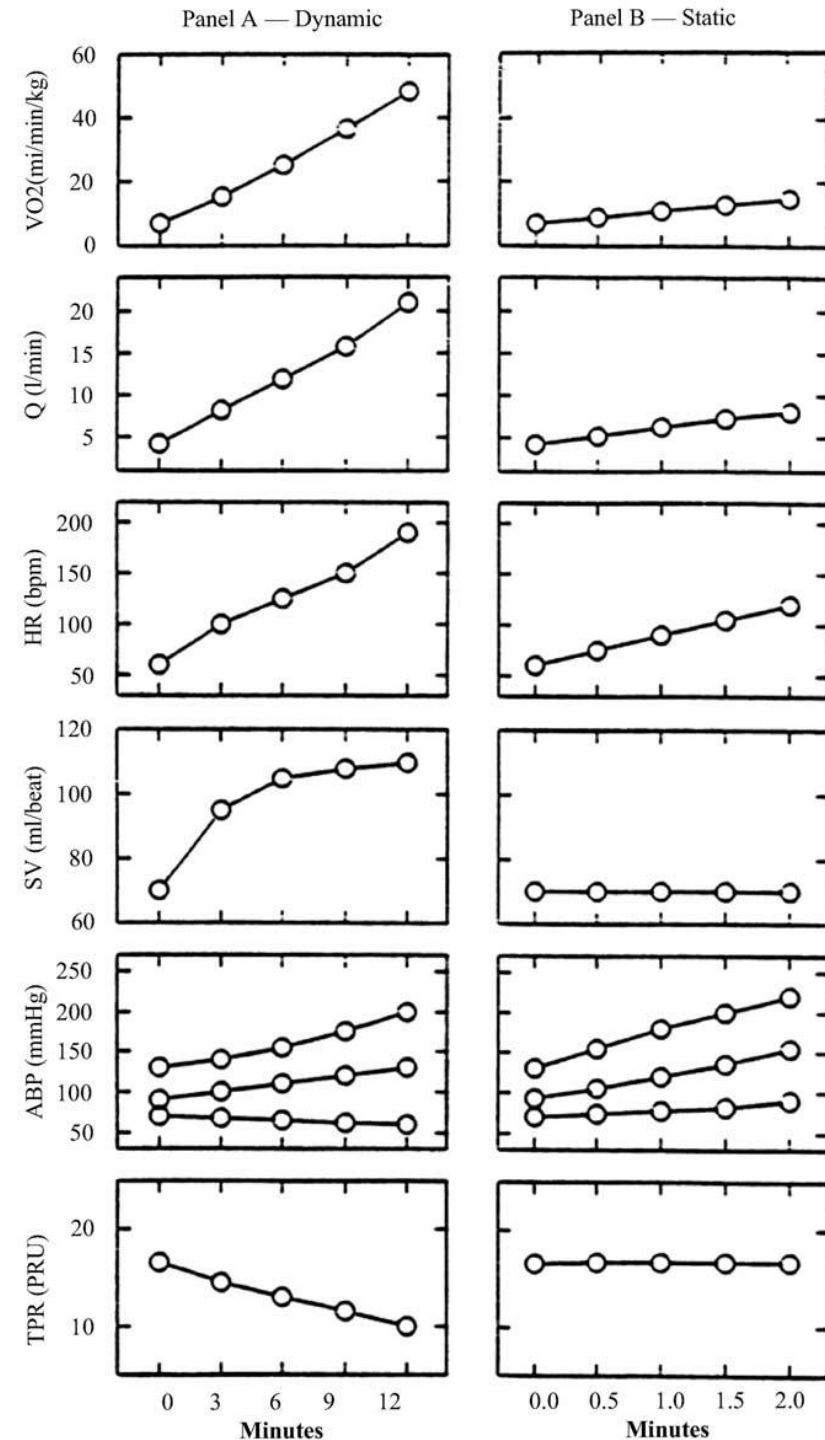 Panel A — Dynamic
Panel B — Static
VO2(mi/min/kg)
60
40
20
0
Q (l/min)
20
15
10
5
HR (bpm)
200
150
100
50
SV (ml/beat)
120
100
80
60
ABP (mmHg)
250
200
150
100
50
TPR (PRU)
20
10
0 3 6 9 12
Minutes
0.0 0.5 1.0 1.5 2.0
Minutes